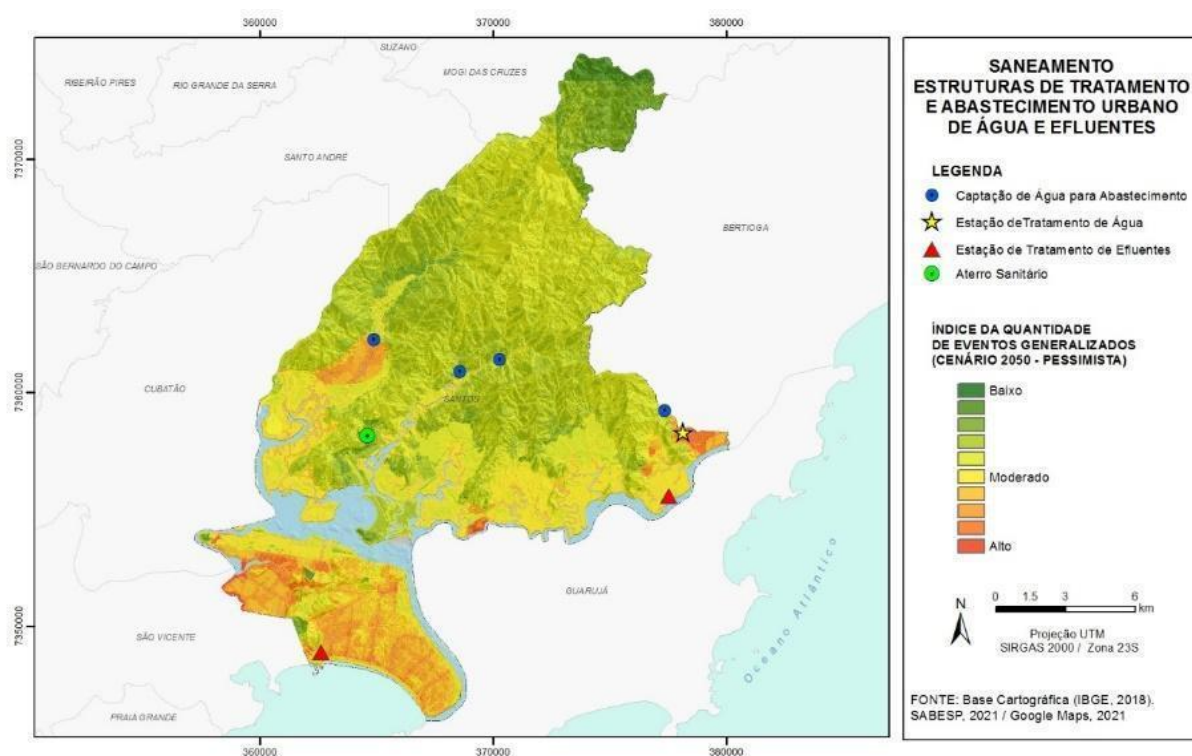 360000
370000
380000
SUZANO
RIBEIRÃO PIRES
RIO GRANDE DA SERRA
MOGI DAS CRUZES
7370000
SANTO ANDRÉ
BERTIOGA
SÃO BERNARDO DO CAMPO
7360000
CUBATÃO
SANTOS
GUARUJÁ
Oceano Atlântico
7350000
SÃO VICENTE
PRAIA GRANDE
360000
370000
380000
SANEAMENTO
ESTRUTURAS DE TRATAMENTO
E ABASTECIMENTO URBANO
DE ÁGUA E EFLUENTES
LEGENDA
Captação de Água para Abastecimento
Estação deTratamento de Água
Estação de Tratamento de Efluentes
Aterro Sanitário
ÍNDICE DA QUANTIDADE
DE EVENTOS GENERALIZADOS
(CENÁRIO 2050 - PESSIMISTA)
Baixo
Moderado
Alto
N
0 1.5 3 6
km
Projeção UTM
SIRGAS 2000 / Zona 23S
FONTE: Base Cartográfica (IBGE, 2018).
SABESP, 2021 / Google Maps, 2021